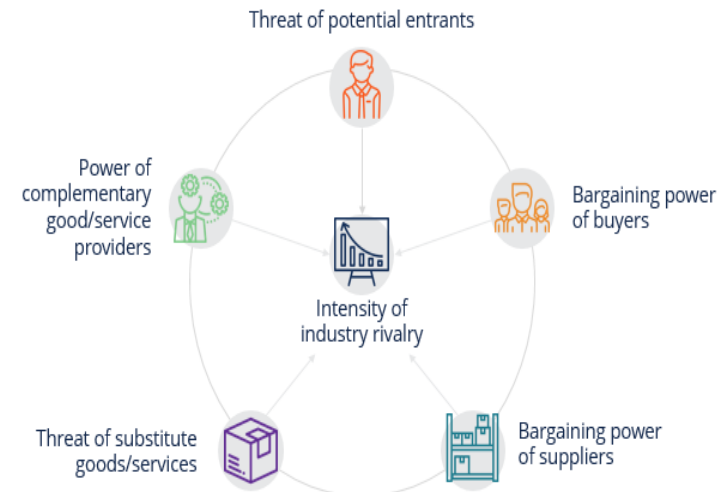 Threat of potential entrants
Power of
complementary
good/service
providers
Bargaining power
of buyers
Intensity of
industry rivalry
Threat of substitute
goods/services
Bargaining power
of suppliers